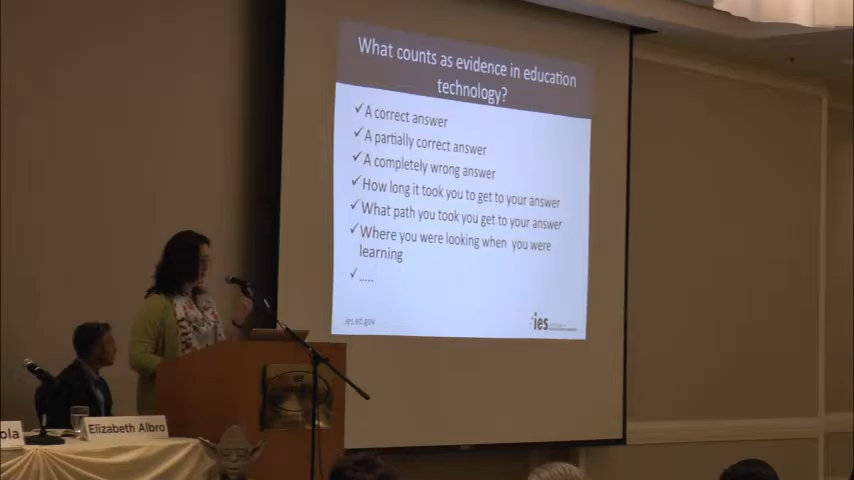 What counts as evidence in education
technology?
✓A correct answer
✓A partially correct answer
✓A completely wrong answer
✓How long it took you to get to your answer
✓What path you took you get to your answer
✓Where you were looking when you were
learning
✓.....
ies.ed.gov
ies
ola
Elizabeth Albro